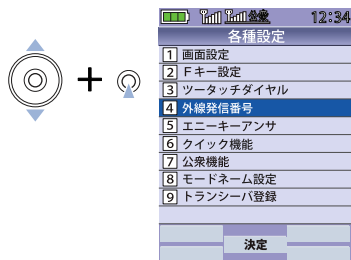 公衆 12:34
各種設定
1 画面設定
2 Fキー設定
3 ツータッチダイヤル
4 外線発信番号
5 エニーキーアンサ
6 クイック機能
7 公衆機能
8 モードネーム設定
9 トランシーバ登録
決定